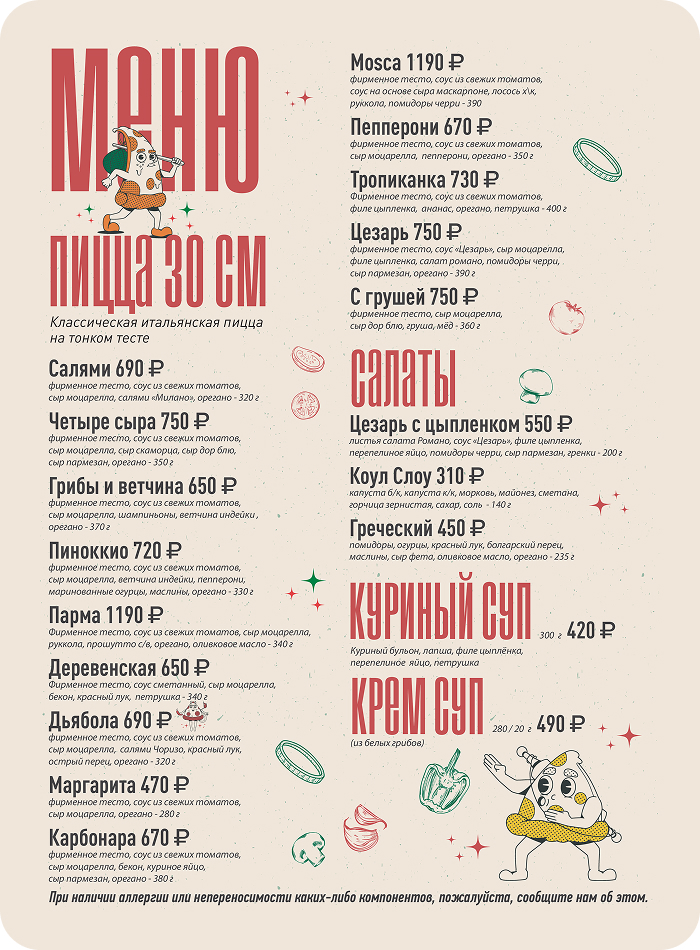 Меню
пицца 30 см
Классическая итальянская пицца
на тонком тесте
Салями 690 ₽
фирменное тесто, соус из свежих томатов,
сыр моцарелла, салями «Милано», орегано - 320 г
Четыре сыра 750 ₽
фирменное тесто, соус из свежих томатов,
сыр моцарелла, сыр скаморца, сыр дор блю,
сыр пармезан, орегано - 350 г
Грибы и ветчина 650 ₽
фирменное тесто, соус из свежих томатов,
сыр моцарелла, шампиньоны, ветчина индейки ,
орегано - 370 г
Пиноккио 720 ₽
фирменное тесто, соус из свежих томатов,
сыр моцарелла, ветчина индейки, пепперони,
маринованные огурцы, маслины, орегано - 330 г
Парма 1190 ₽
Фирменное тесто, соус из свежих томатов, сыр моцарелла,
руккола, прошутто с/в, орегано, оливковое масло - 340 г
Деревенская 650 ₽
Фирменное тесто, соус сметанный, сыр моцарелла,
бекон, красный лук, петрушка - 340 г
Дьябола 690 ₽
фирменное тесто, соус из свежих томатов,
сыр моцарелла, салями Чоризо, красный лук,
острый перец, орегано - 320 г
Маргарита 470 ₽
фирменное тесто, соус из свежих томатов,
сыр моцарелла, орегано - 280 г
Карбонара 670 ₽
фирменное тесто, соус из свежих томатов,
сыр моцарелла, бекон, куриное яйцо,
сыр пармезан, орегано - 380 г
Mosca 1190 ₽
фирменное тесто, соус из свежих томатов,
соус на основе сыра маскарпоне, лосось х\к,
руккола, помидоры черри - 390
Пепперони 670 ₽
фирменное тесто, соус из свежих томатов,
сыр моцарелла, пепперони, орегано - 350 г
Тропиканка 730 ₽
Фирменное тесто, соус из свежих томатов,
филе цыпленка, ананас, орегано, петрушка - 400 г
Цезарь 750 ₽
фирменное тесто, соус «Цезарь», сыр моцарелла,
филе цыпленка, салат романо, помидоры черри,
сыр пармезан, орегано - 390 г
С грушей 750 ₽
фирменное тесто, сыр моцарелла,
сыр дор блю, груша, мёд - 360 г
салаты
Цезарь с цыпленком 550 ₽
листья салата Романо, соус «Цезарь», филе цыпленка,
перепелиное яйцо, помидоры черри, сыр пармезан, гренки - 200 г
Коул Слоу 310 ₽
капуста б/к, капуста к/к, морковь, майонез, сметана,
горчица зернистая, сахар, соль - 140 г
Греческий 450 ₽
помидоры, огурцы, красный лук, болгарский перец,
маслины, сыр фета, оливковое масло, орегано - 235 г
куриный суп 300 г 420 ₽
Куриный бульон, лапша, филе цыплёнка,
перепелиное яйцо, петрушка
крем суп 280 / 20 г 490 ₽
(из белых грибов)
При наличии аллергии или непереносимости каких-либо компонентов, пожалуйста, сообщите нам об этом.